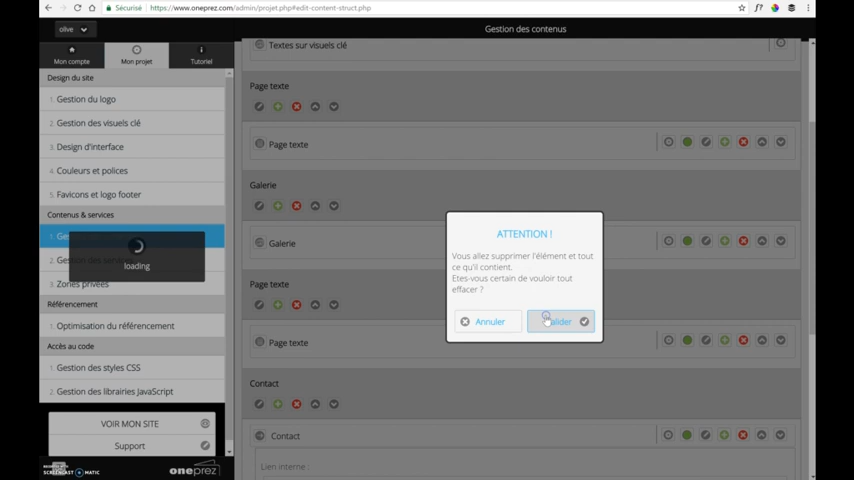 Sécurisé
https://www.oneprez.com/admin/projet.php#edit-content-struct.php
olive
Gestion des contenus
Mon compte
Mon projet
Tutoriel
Design du site
1. Gestion du logo
2. Gestion des visuels clé
3. Design d'interface
4. Couleurs et polices
5. Favicons et logo footer
Contenus & services
1.
loading
3. Zones privées
Référencement
1. Optimisation du référencement
Accès au code
1. Gestion des styles CSS
2. Gestion des librairies JavaScript
VOIR MON SITE
Support
SCREENCAST MATIC
oneprez
Textes sur visuels clé
Page texte
Page texte
Galerie
Galerie
Page texte
Page texte
Contact
Contact
Lien interne :
ATTENTION !
Vous allez supprimer l'élément et tout
ce qu'il contient.
Etes-vous certain de vouloir tout
effacer ?
Annuler
Valider